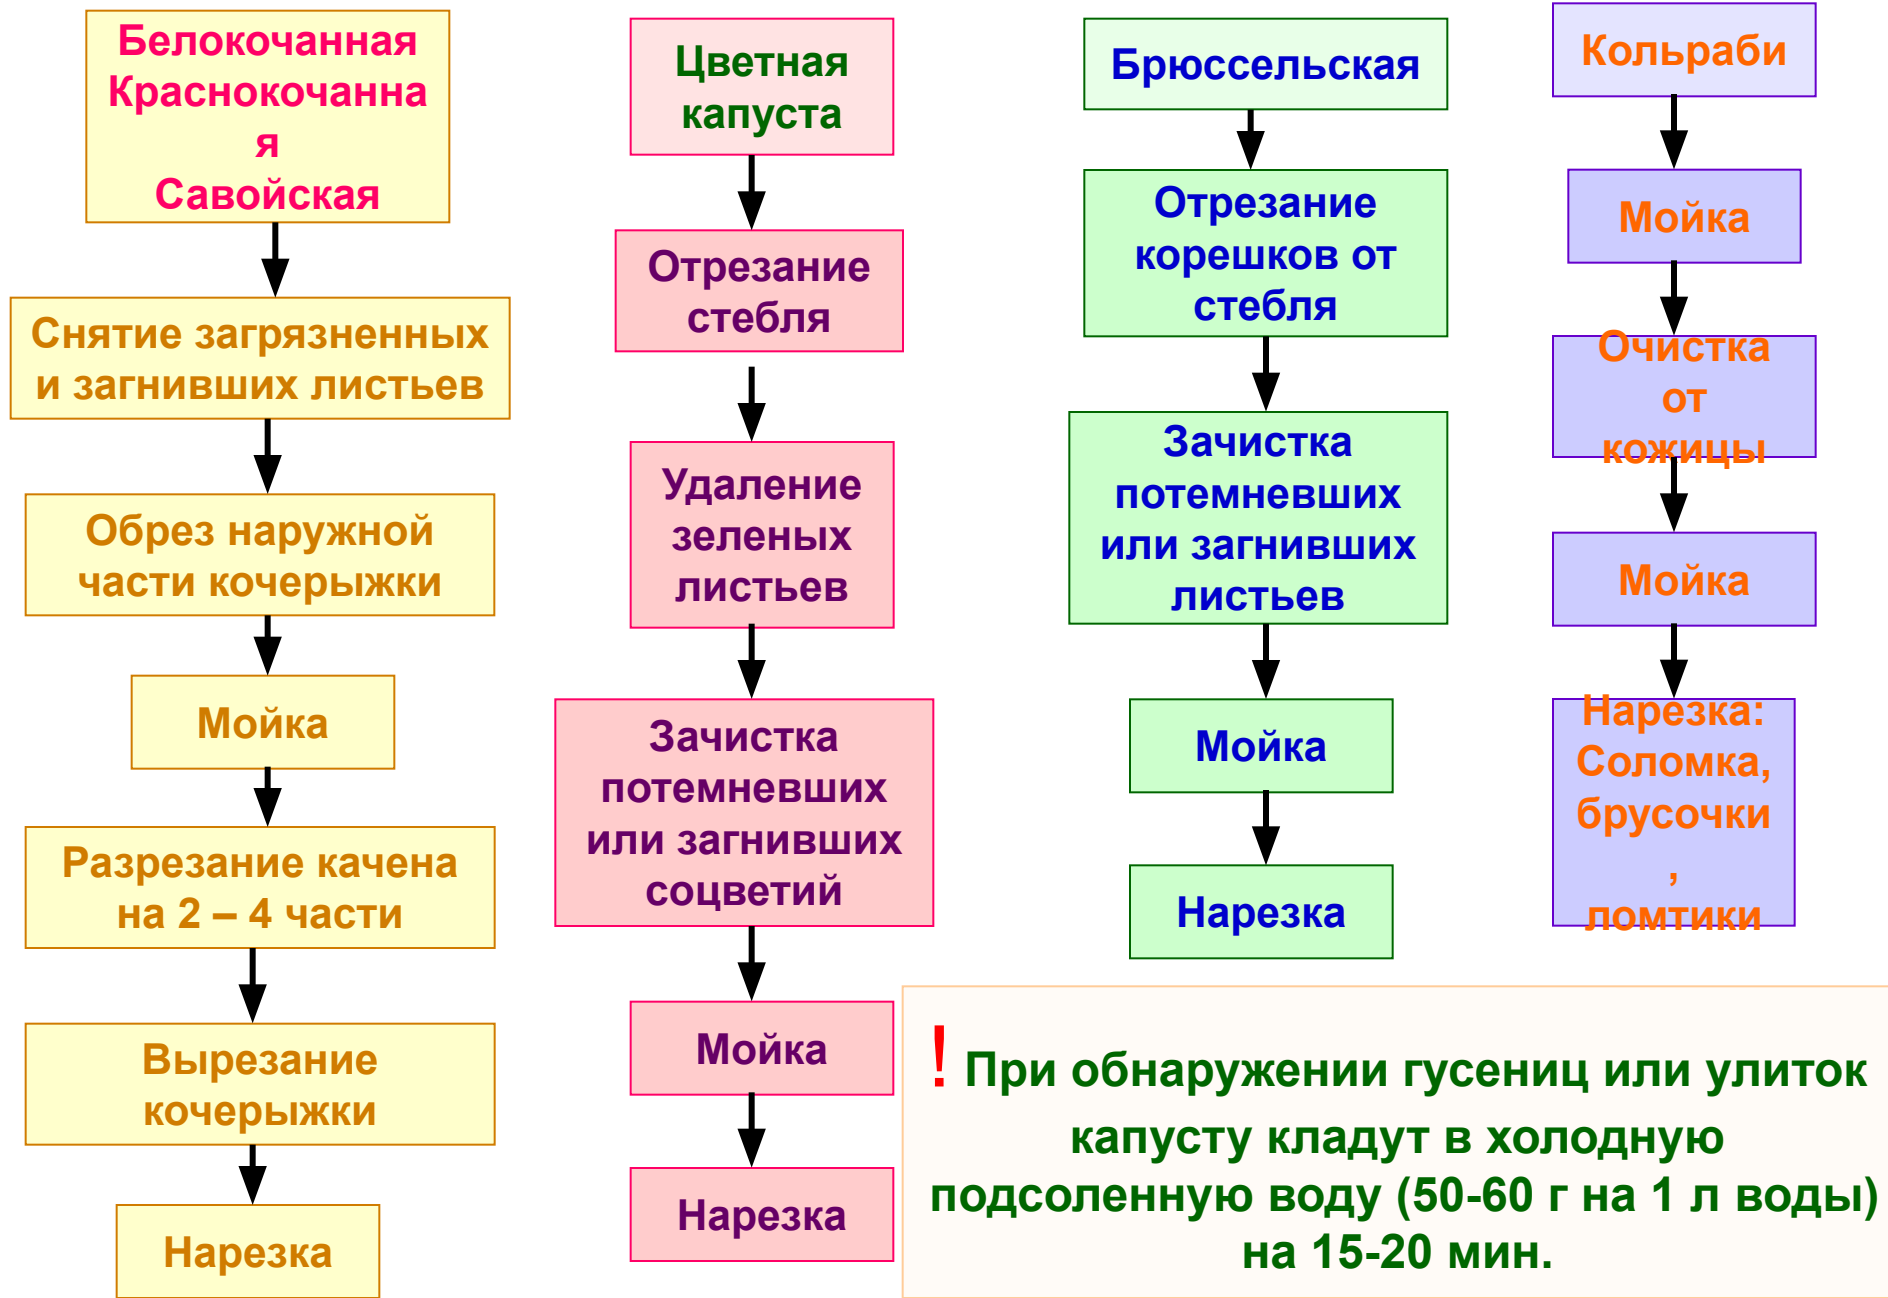 Белокочанная
Краснокочанна
я
Савойская
Снятие загрязненных
и загнивших листьев
Обрез наружной
части кочерыжки
Мойка
Разрезание качена
на 2 – 4 части
Вырезание
кочерыжки
Нарезка
Цветная
капуста
Отрезание
стебля
Удаление
зеленых
листьев
Зачистка
потемневших
или загнивших
соцветий
Мойка
Нарезка
Брюссельская
Отрезание
корешков от
стебля
Зачистка
потемневших
или загнивших
листьев
Мойка
Нарезка
Кольраби
Мойка
Очистка
от
кожицы
Мойка
Нарезка:
Соломка,
брусочки
,
ломтики
! При обнаружении гусениц или улиток
капусту кладут в холодную
подсоленную воду (50-60 г на 1 л воды)
на 15-20 мин.